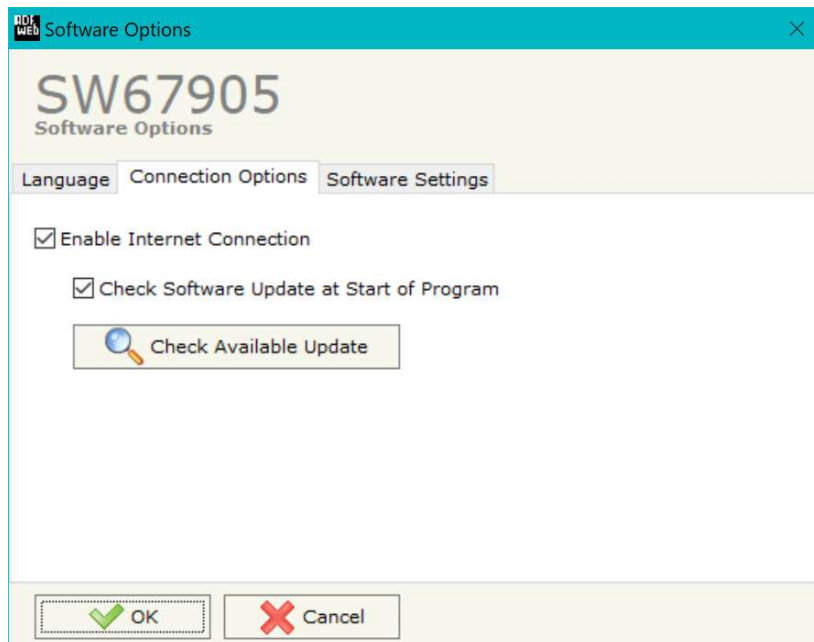 ADF
WEB
Software Options
SW67905
Software Options
Language Connection Options Software Settings
Enable Internet Connection
Check Software Update at Start of Program
Check Available Update
OK Cancel